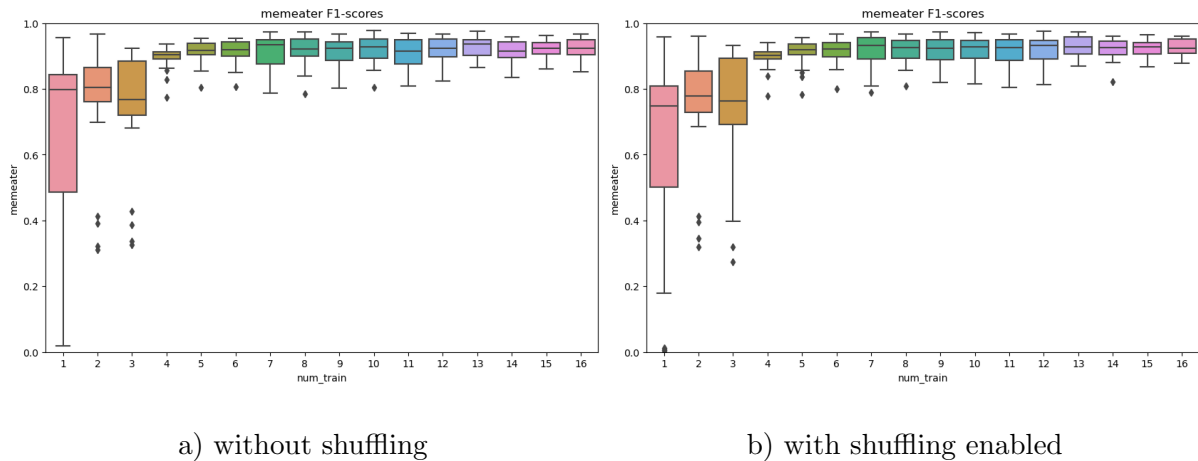 memeater F1-scores
1.0
0.8
0.6
0.4
0.2
0.0
memeater
1 2 3 4 5 6 7 8 9 10 11 12 13 14 15 16
num_train
a) without shuffling
memeater F1-scores
1.0
0.8
0.6
0.4
0.2
0.0
memeater
1 2 3 4 5 6 7 8 9 10 11 12 13 14 15 16
num_train
b) with shuffling enabled